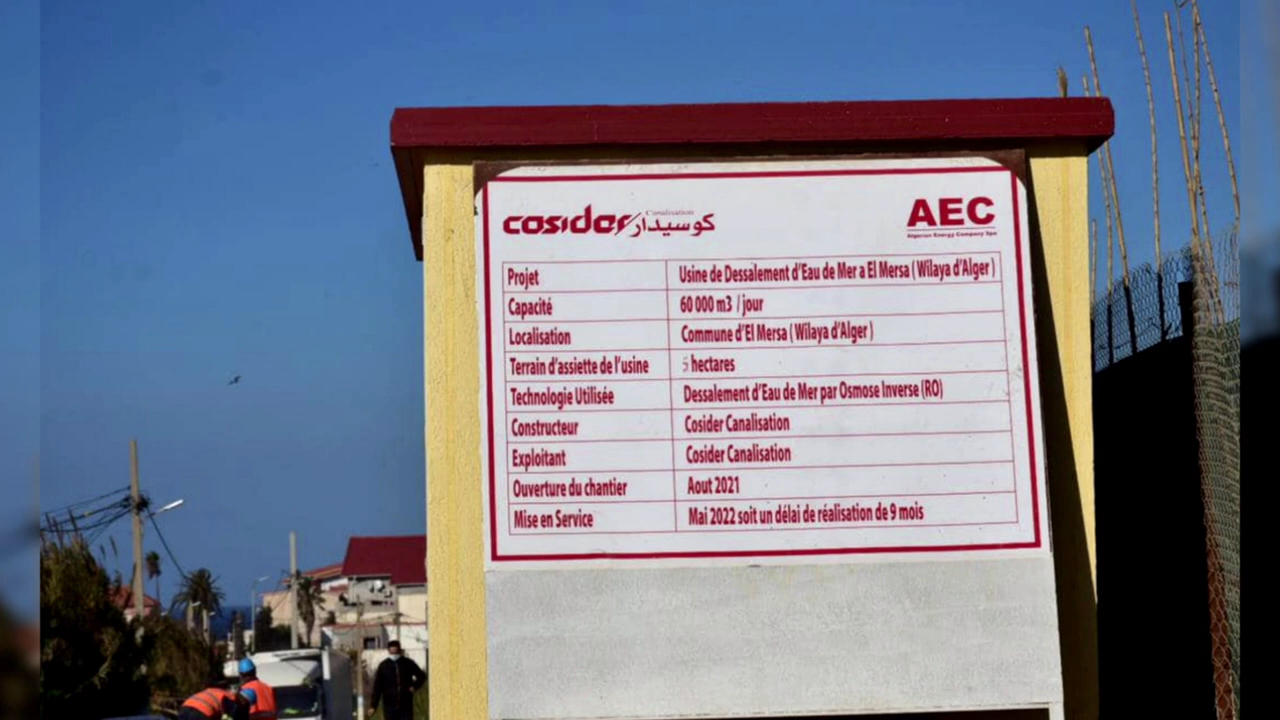 cosider Canalisation كوسيدار
AEC
Algerian Energy Company Spa
Projet Usine de Dessalement d'Eau de Mer a El Mersa ( Wilaya d'Alger )
Capacité 60 000 m3 / jour
Localisation Commune d'El Mersa ( Wilaya d'Alger )
Terrain d'assiette de l'usine 5 hectares
Technologie Utilisée Dessalement d'Eau de Mer par Osmose Inverse (RO)
Constructeur Cosider Canalisation
Exploitant Cosider Canalisation
Ouverture du chantier Aout 2021
Mise en Service Mai 2022 soit un délai de réalisation de 9 mois